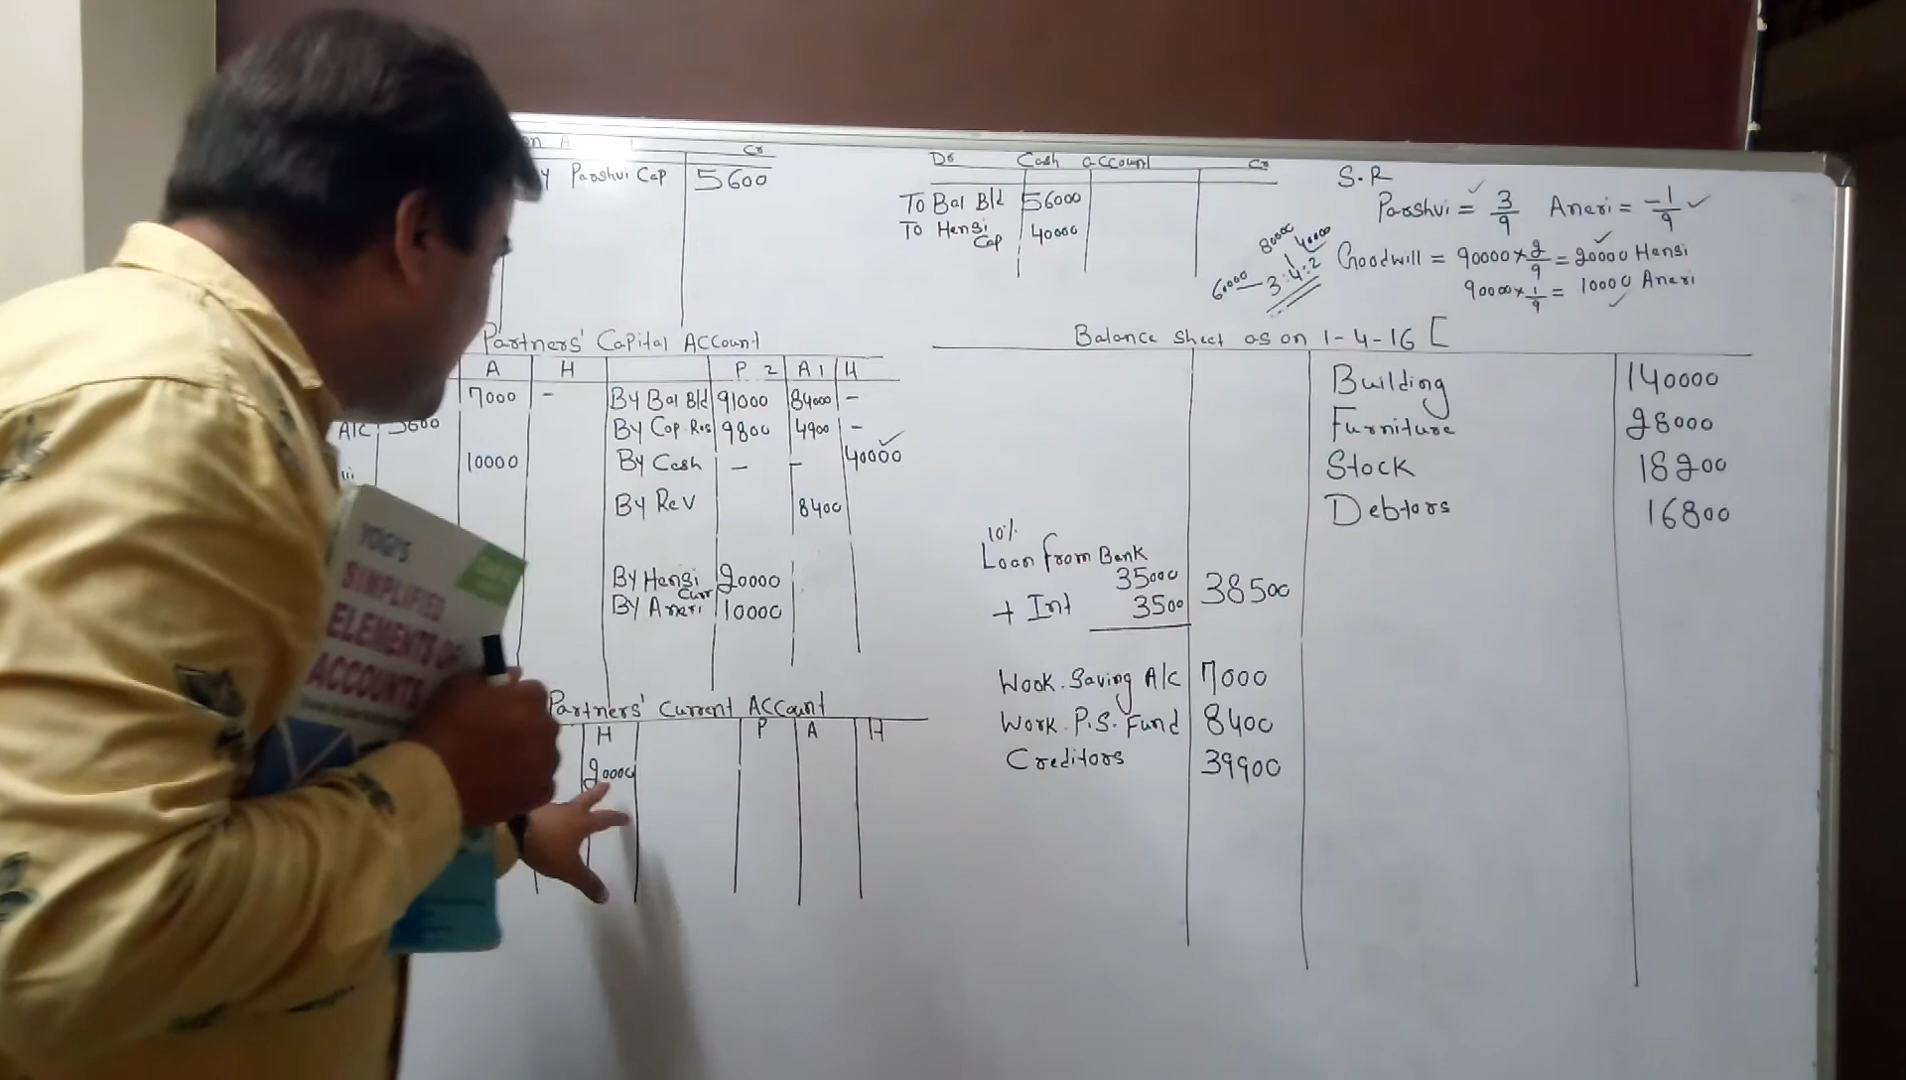 Cr
y Parshvi Cap 5600
Dr Cash account Cr
To Bal B/d 56000
To Hensi Cap 40000
S.R
Parshvi = 3/9 Aneri = -1/9
Goodwill = 90000 × 2/9 = 20000 Hensi
90000 × 1/9 = 10000 Aneri
80000 40000
60000 — 3:4:2
Partners' Capital Account
A H P 2 A 1 H
7000 - By Bal B/d 91000 84000 -
A/c 5600 By Cap Res 9800 4900 -
10000 By Cash - - 40000
By Rev 8400
By Hensi Curr 20000
By Aneri 10000
Partners' Current Account
H P A H
20000
Balance sheet as on 1-4-16 [
Building 140000
Furniture 28000
Stock 18200
Debtors 16800
10%
Loan from Bank
35000
+ Int 3500 38500
Work. Saving A/c 7000
Work. P.S. Fund 8400
Creditors 39900
YOGI'S
SIMPLIFIED
ELEMENTS OF
ACCOUNTS